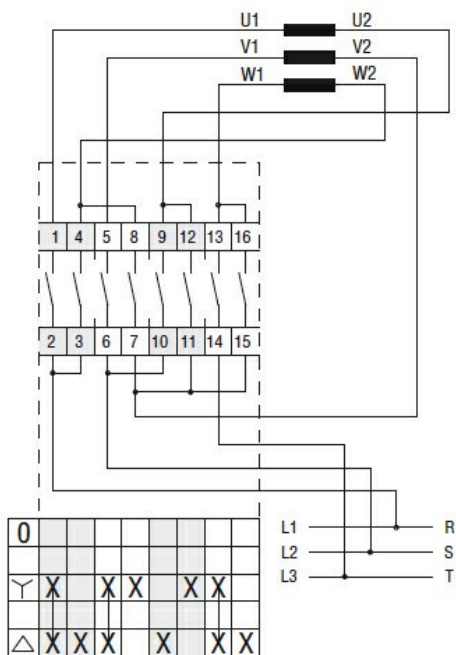 U1 U2
V1 V2
W1 W2
1 4 5 8 9 12 13 16
2 3 6 7 10 11 14 15
L1 R
0 L2 S
L3 T
Y X X X X X
△ X X X X X X